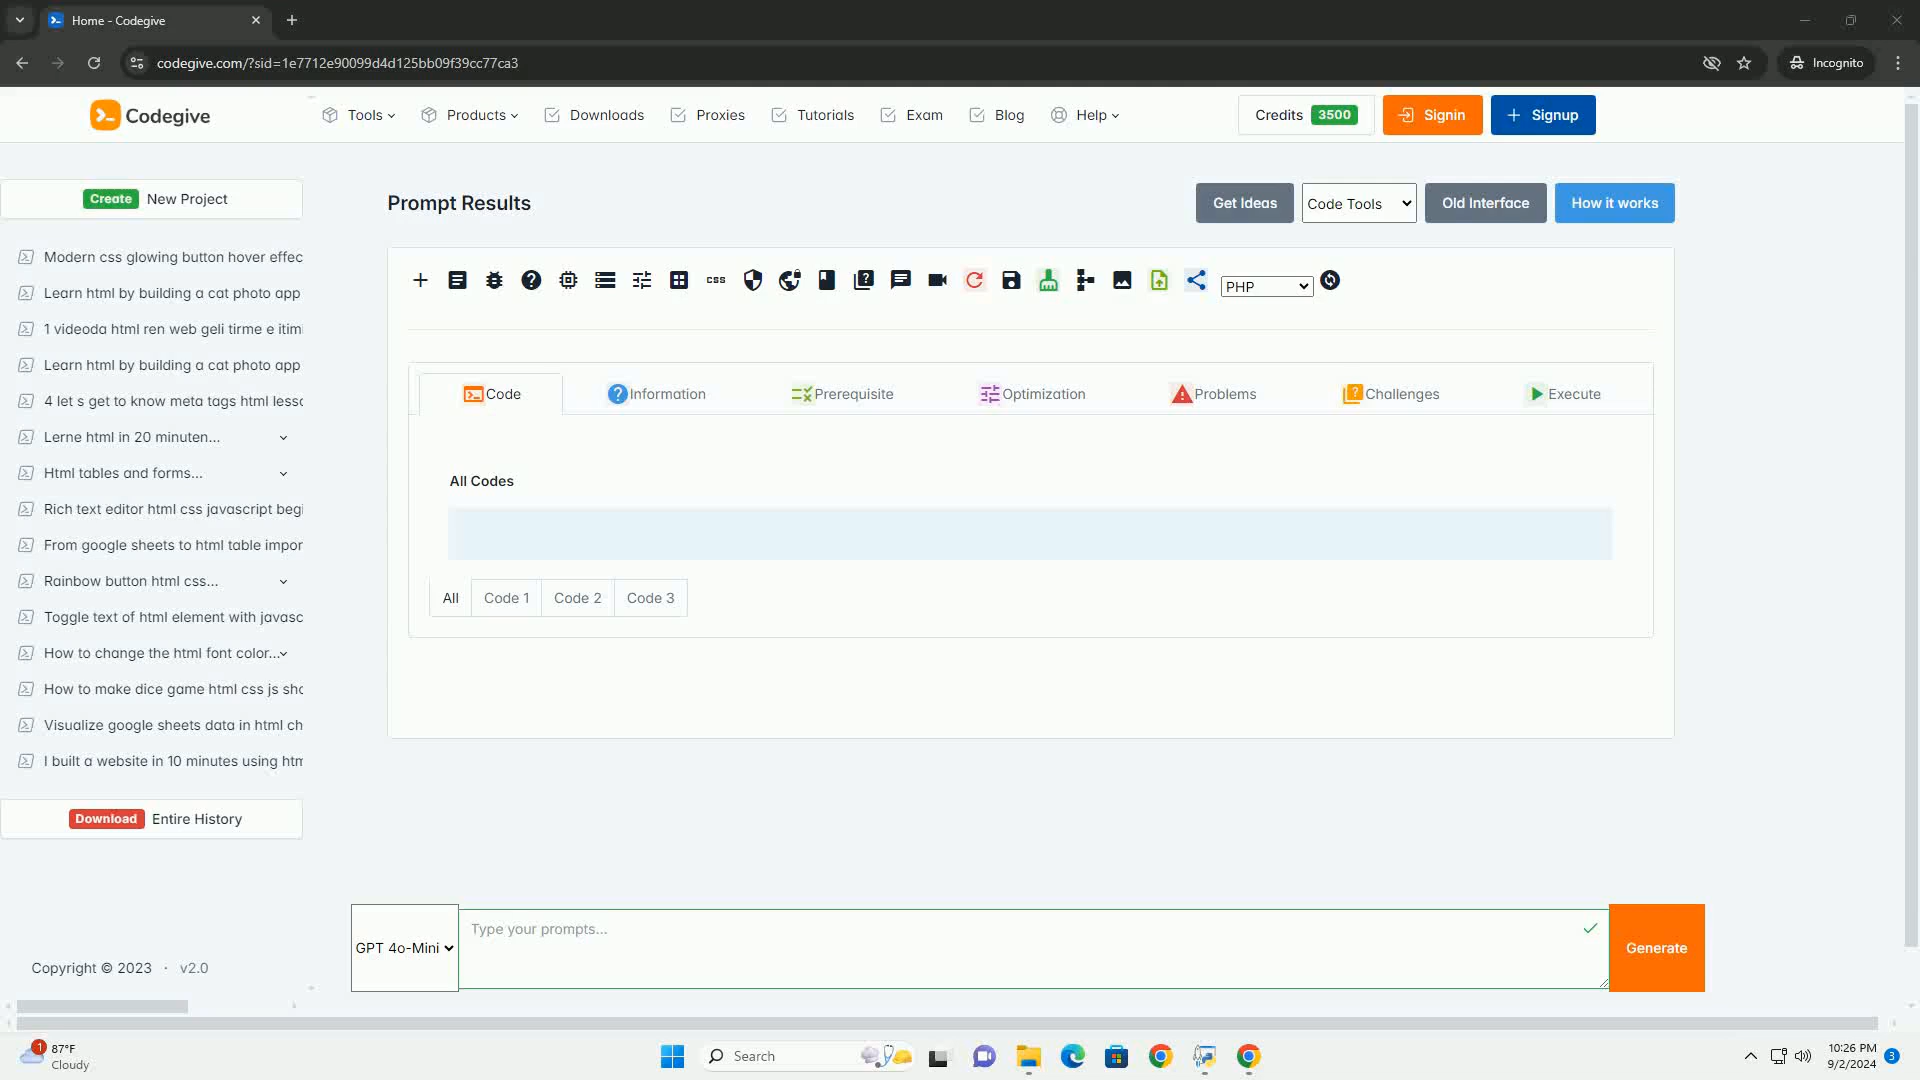 Home - Codegive
codegive.com/?sid=1e7712e90099d4d125bb09f39cc77ca3
Incognito
Codegive
Tools
Products
Downloads
Proxies
Tutorials
Exam
Blog
Help
Credits 3500
Signin
Signup
Create New Project
Modern css glowing button hover effec
Learn html by building a cat photo app
1 videoda html ren web geli tirme e itimi
Learn html by building a cat photo app
4 let s get to know meta tags html lesso
Lerne html in 20 minuten...
Html tables and forms...
Rich text editor html css javascript begi
From google sheets to html table impor
Rainbow button html css...
Toggle text of html element with javasc
How to change the html font color...
How to make dice game html css js sho
Visualize google sheets data in html ch
I built a website in 10 minutes using htm
Download Entire History
Copyright © 2023 · v2.0
Prompt Results
Get Ideas
Code Tools
Old Interface
How it works
css
PHP
Code
Information
Prerequisite
Optimization
Problems
Challenges
Execute
All Codes
All
Code 1
Code 2
Code 3
GPT 4o-Mini
Type your prompts...
Generate
1
87°F
Cloudy
Search
10:26 PM
9/2/2024
3